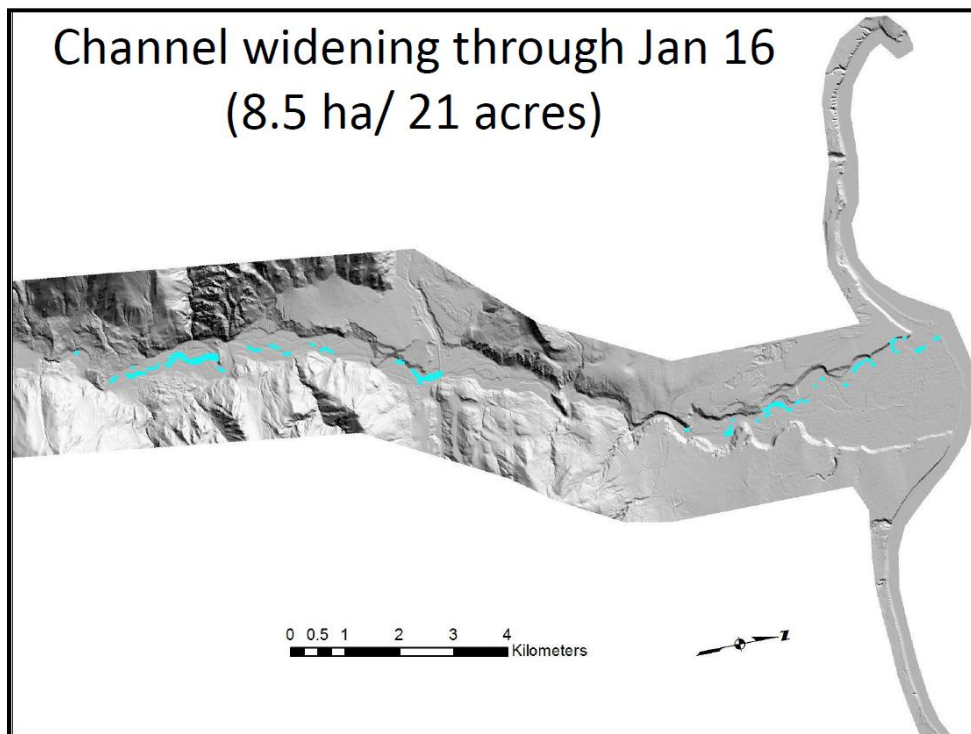 Channel widening through Jan 16
(8.5 ha/ 21 acres)
0 0.5 1 2 3 4
Kilometers
N